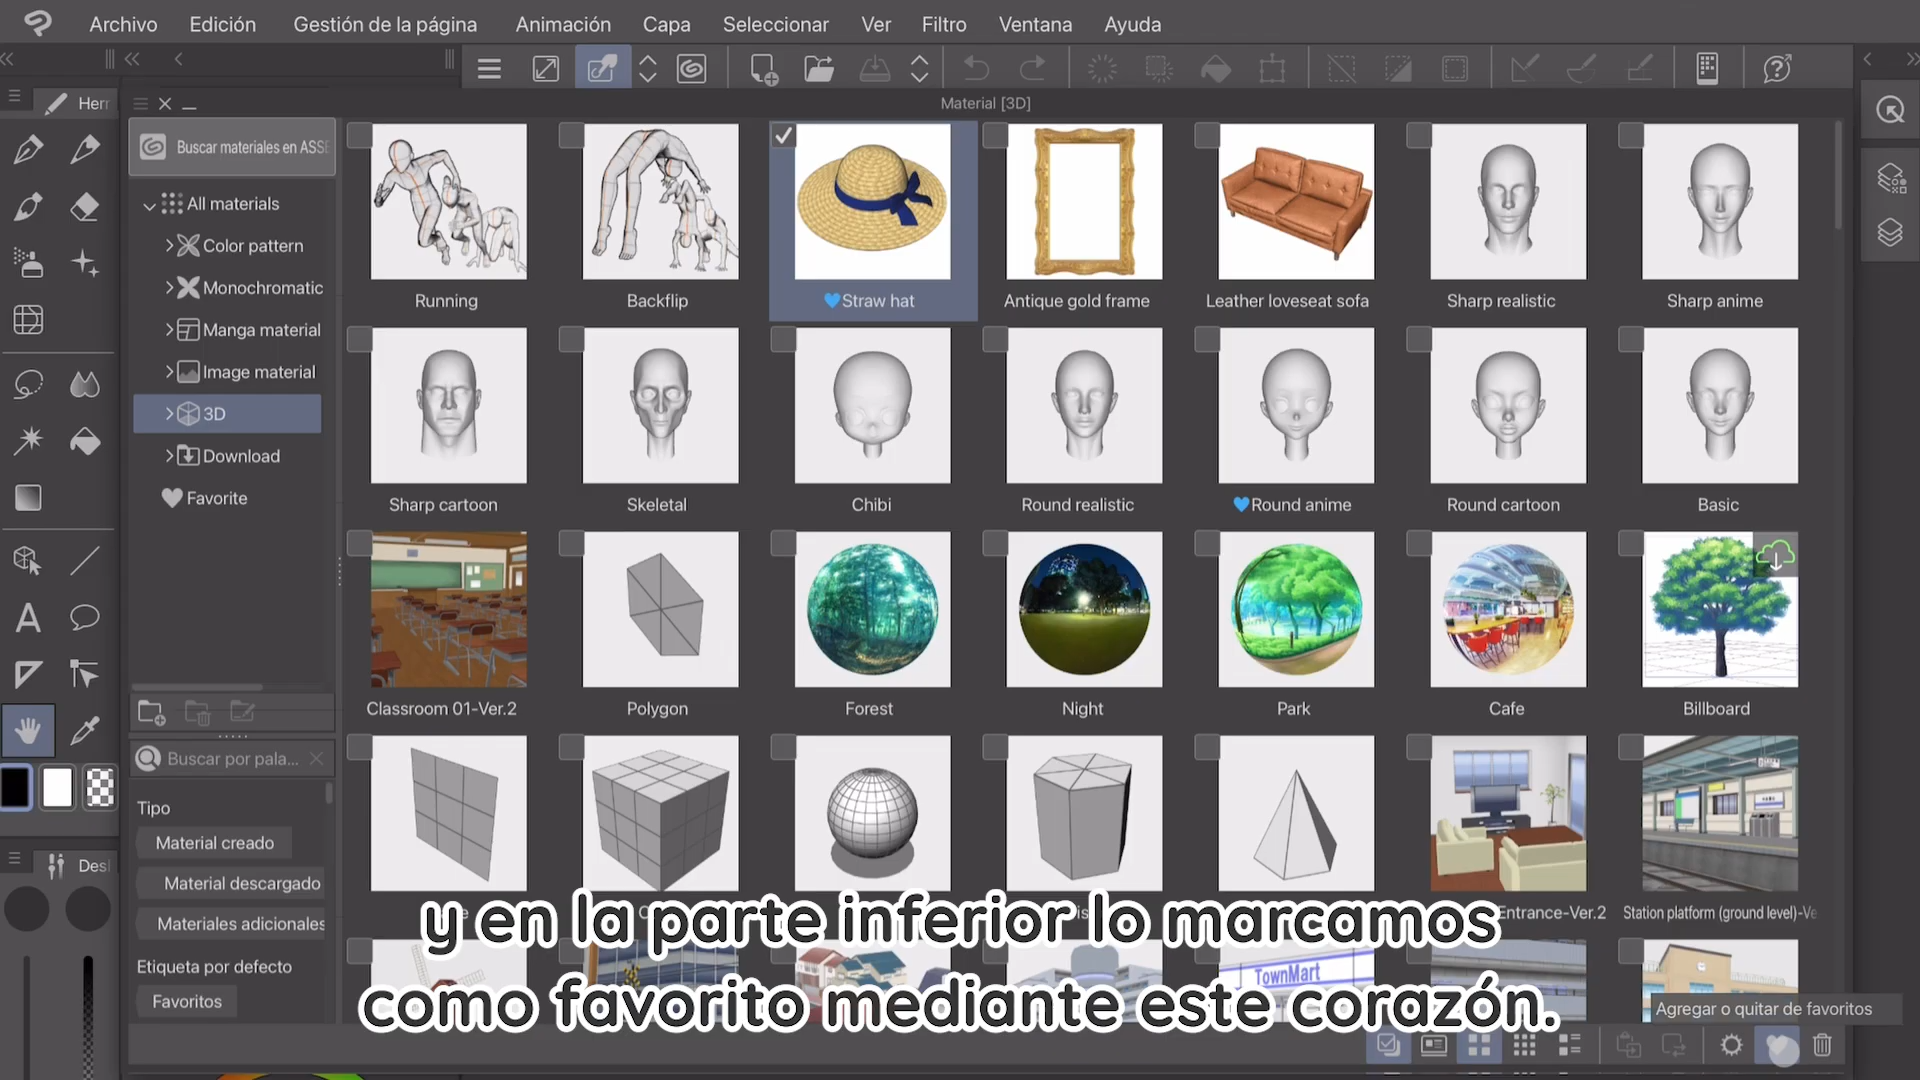 Archivo Edición Gestión de la página Animación Capa Seleccionar Ver Filtro Ventana Ayuda
Material [3D]
Buscar materiales en ASSE
All materials
Color pattern
Monochromatic
Manga material
Image material
3D
Download
Favorite
Running Backflip Straw hat Antique gold frame Leather loveseat sofa Sharp realistic Sharp anime
Sharp cartoon Skeletal Chibi Round realistic Round anime Round cartoon Basic
Classroom 01-Ver.2 Polygon Forest Night Park Cafe Billboard
Entrance-Ver.2 Station platform (ground level)-Ve
Buscar por pala...
Tipo
Material creado
Material descargado
Materiales adicionales
Etiqueta por defecto
Favoritos
TownMart
y en la parte inferior lo marcamos
como favorito mediante este corazón.
Agregar o quitar de favoritos